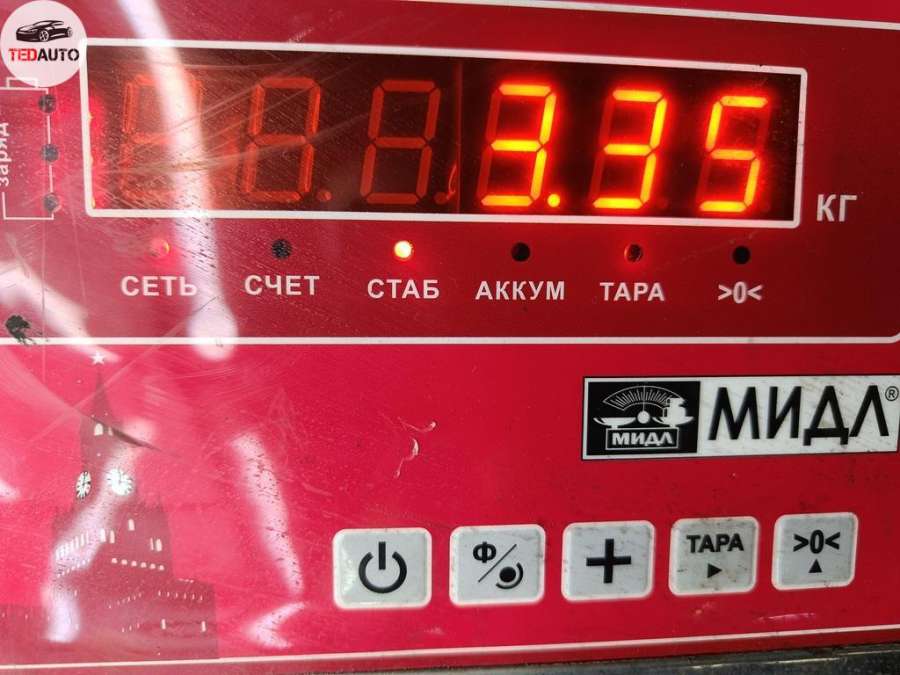 TEDAUTO
заряд
3.35
КГ
СЕТЬ СЧЕТ СТАБ АККУМ ТАРА >0<
МИДЛ МИДЛ®
Ф ТАРА >0<